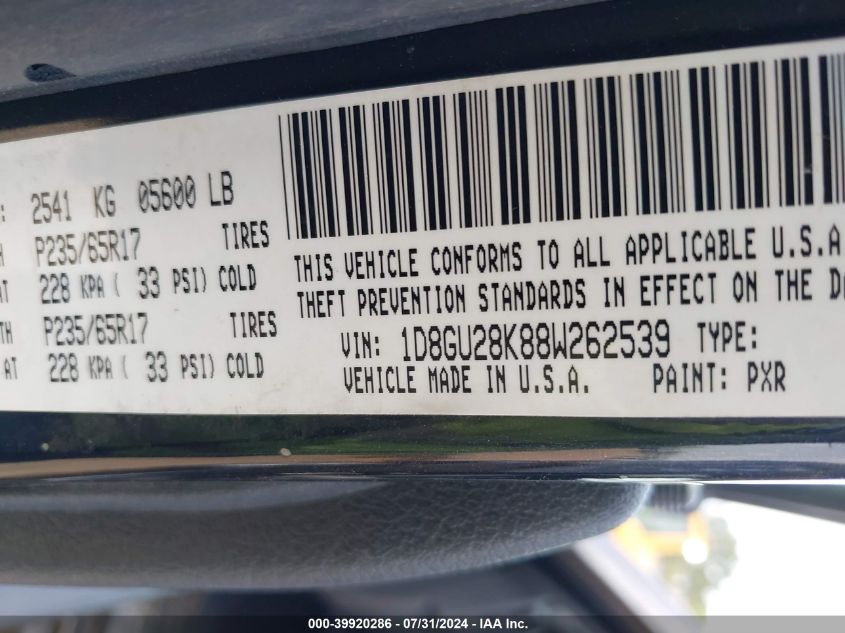 : 2541 KG 05600 LB
P235/65R17 TIRES
AT 228 KPA ( 33 PSI) COLD
TH P235/65R17 TIRES
AT 228 KPA ( 33 PSI) COLD
THIS VEHICLE CONFORMS TO ALL APPLICABLE U.S.A
THEFT PREVENTION STANDARDS IN EFFECT ON THE
VIN: 1D8GU28K88W262539 TYPE:
VEHICLE MADE IN U.S.A. PAINT: PXR
000-39920286 - 07/31/2024 - IAA Inc.